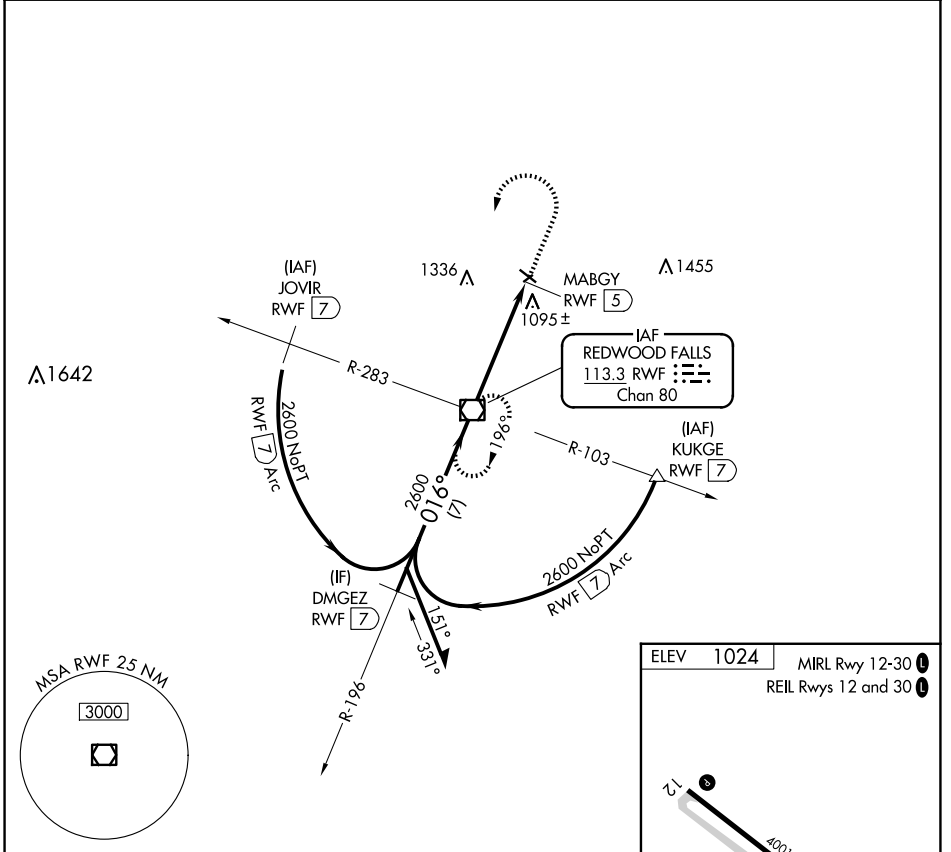 (IAF)
JOVIR
RWF 7
1336
MABGY
RWF 5
1455
1095 ±
IAF
REDWOOD FALLS
113.3 RWF
Chan 80
1642
R-283
(IAF)
KUKGE
RWF 7
R-103
196°
2600 NoPT
RWF 7 Arc
2600
016°
(7)
2600 NoPT
RWF 7 Arc
(IF)
DMGEZ
RWF 7
151°
331°
R-196
MSA RWF 25 NM
3000
ELEV 1024
MIRL Rwy 12-30 L
REIL Rwys 12 and 30 L
12
P